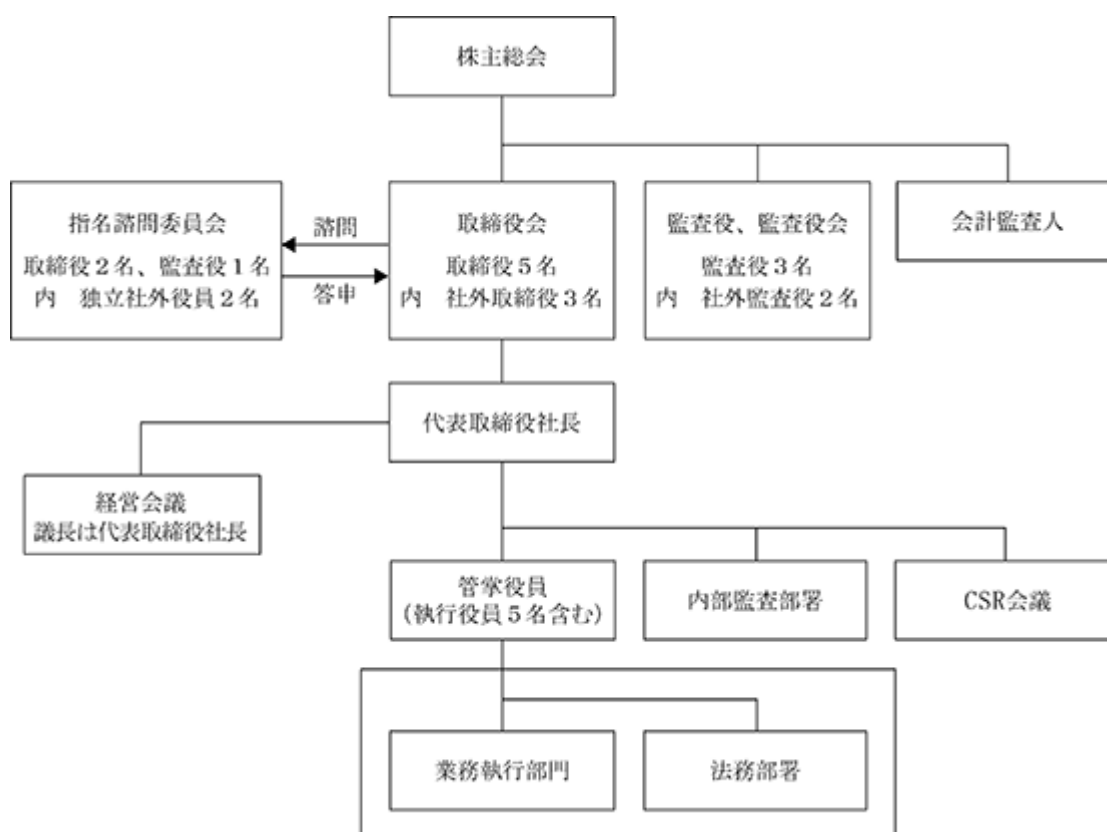 株主総会
指名諮問委員会
取締役２名、監査役１名
内　独立社外役員２名
諮問
答申
取締役会
取締役５名
内　社外取締役３名
監査役、監査役会
監査役３名
内　社外監査役２名
会計監査人
代表取締役社長
経営会議
議長は代表取締役社長
管掌役員
（執行役員５名含む）
内部監査部署
CSR会議
業務執行部門
法務部署